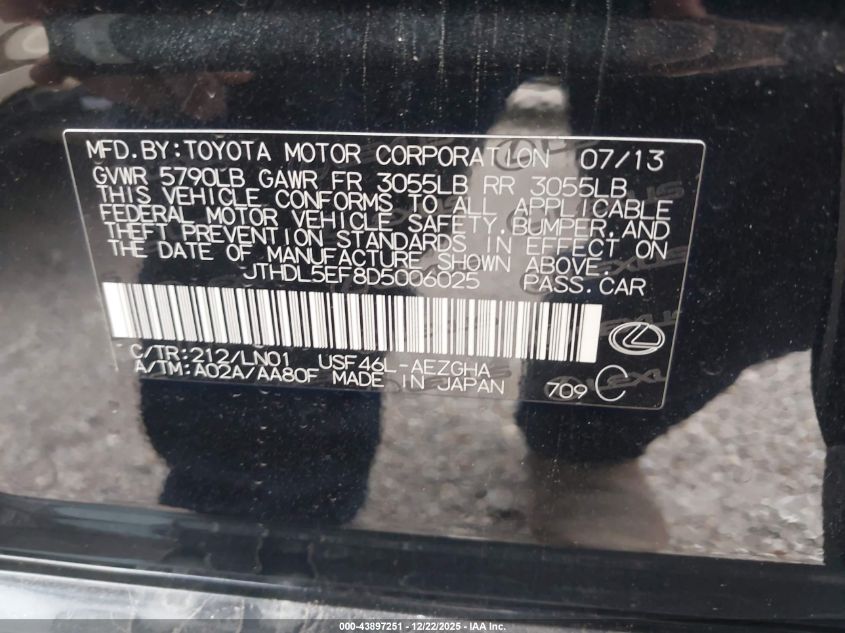 MFD.BY:TOYOTA MOTOR CORPORATION 07/13
GVWR 5790LB GAWR FR 3055LB RR 3055LB
THIS VEHICLE CONFORMS TO ALL APPLICABLE
FEDERAL MOTOR VEHICLE SAFETY,BUMPER,AND
THEFT PREVENTION STANDARDS IN EFFECT ON
THE DATE OF MANUFACTURE SHOWN ABOVE.
JTHDL5EF8D5006025 PASS.CAR
C/TR:212/LN01 USF46L-AEZGHA
A/TM:A02A/AA80F MADE IN JAPAN 709 C
000-43897251 - 12/22/2025 - IAA Inc.